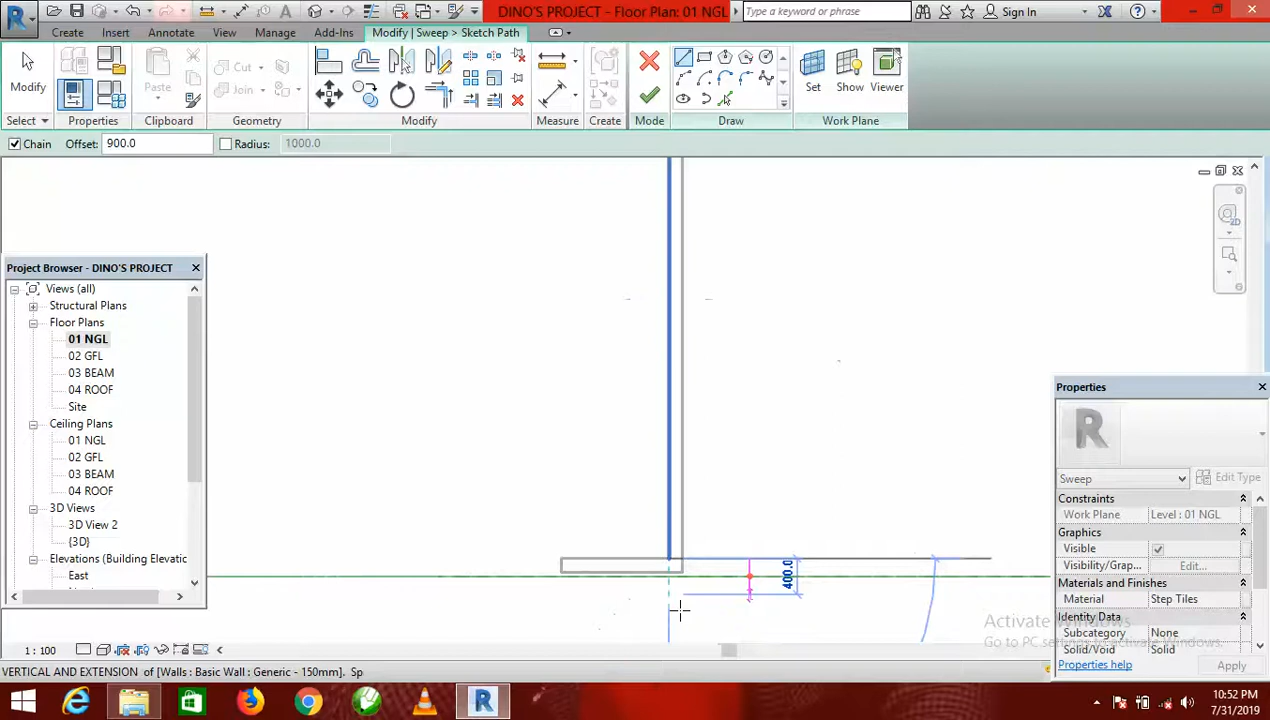 DINO'S PROJECT - Floor Plan: 01 NGL
Type a keyword or phrase
Sign In
Create Insert Annotate View Manage Add-Ins Modify | Sweep > Sketch Path
Modify
Paste
Cut
Join
Set Show Viewer
Select Properties Clipboard Geometry Modify Measure Create Mode Draw Work Plane
Chain Offset: 900.0 Radius: 1000.0
Project Browser - DINO'S PROJECT
Views (all)
Structural Plans
Floor Plans
01 NGL
02 GFL
03 BEAM
04 ROOF
Site
Ceiling Plans
01 NGL
02 GFL
03 BEAM
04 ROOF
3D Views
3D View 2
{3D}
Elevations (Building Elevatic
East
400.0
Properties
R
Sweep Edit Type
Constraints
Work Plane Level : 01 NGL
Graphics
Visible
Visibility/Grap... Edit...
Materials and Finishes
Material Step Tiles
Identity Data
Subcategory None
Solid/Void Solid
Properties help Apply
Activate Windows
Go to PC settings to activate Windows.
1 : 100
VERTICAL AND EXTENSION of [Walls : Basic Wall : Generic - 150mm]. Sp
10:52 PM
7/31/2019